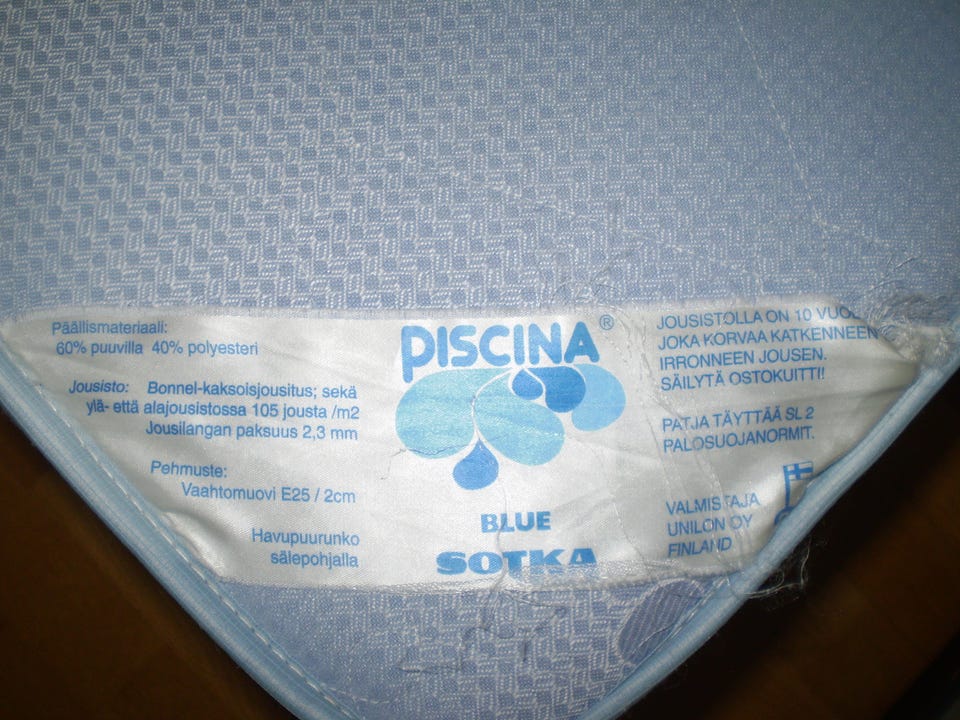 Päällismateriaali:
60% puuvilla 40% polyesteri
Jousisto: Bonnel-kaksoisjousitus; sekä
ylä- että alajousistossa 105 jousta /m2
Jousilangan paksuus 2,3 mm
Pehmuste:
Vaahtomuovi E25 / 2cm
Havupuurunko
sälepohjalla
PISCINA®
BLUE
SOTKA
JOUSISTOLLA ON 10 
JOKA KORVAA KATKENNEEN
IRRONNEEN JOUSEN.
SÄILYTÄ OSTOKUITTI!
PATJA TÄYTTÄÄ SL 2
PALOSUOJANORMIT.
VALMISTAJA
UNILON OY
FINLAND